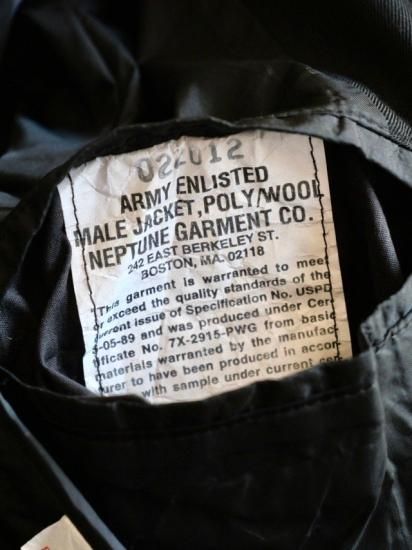 022012
ARMY ENLISTED
MALE JACKET, POLY/WOOL
NEPTUNE GARMENT CO.
242 EAST BERKELEY ST.
BOSTON, MA. 02118
This garment is warranted to meet
or exceed the quality standards of the
current issue of Specification No. USPD
5-05-89 and was produced under Cer-
tificate No. 7X-2915-PWG from basic
materials warranted by the manufac-
urer to have been produced in accor-
with sample under current cer-